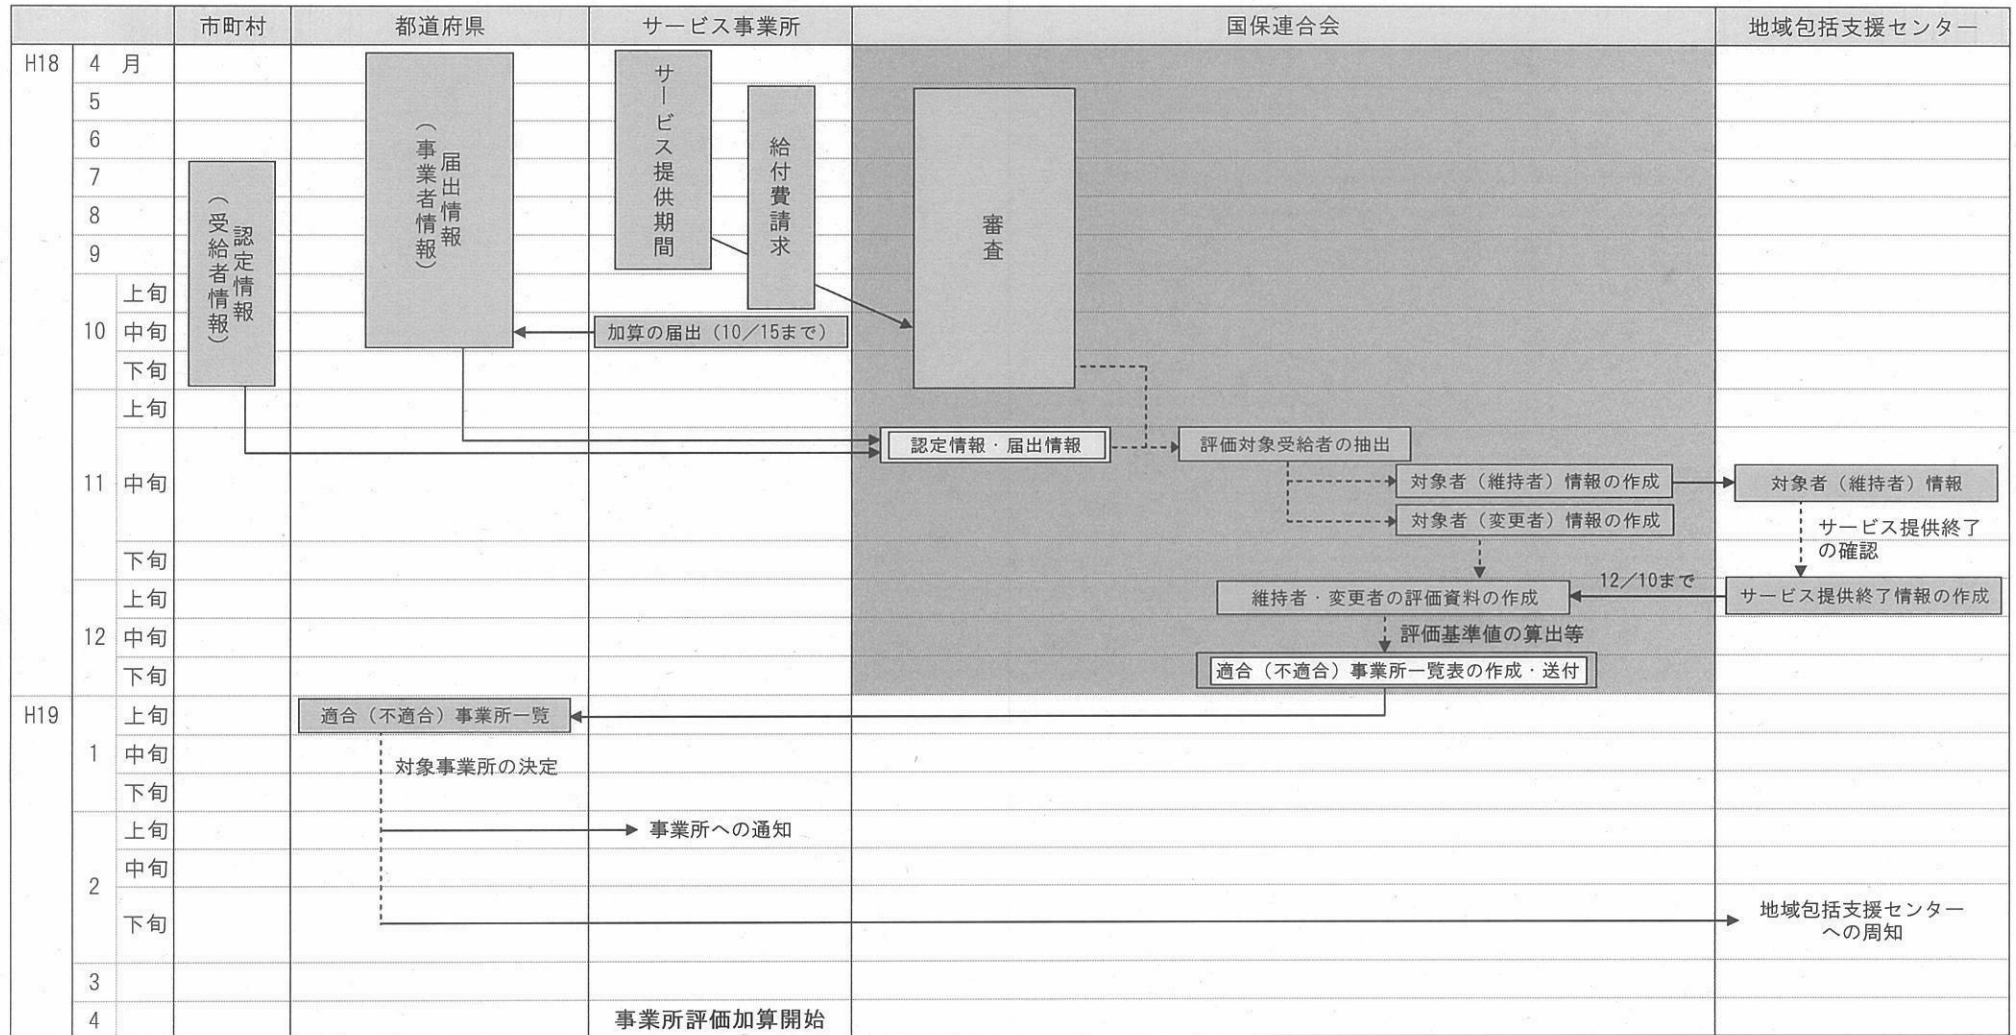 市町村
都道府県
サービス事業所
国保連合会
地域包括支援センター
H18
4 月
5
6
7
8
9
10
上旬
中旬
下旬
11
上旬
中旬
下旬
12
上旬
中旬
下旬
H19
1
上旬
中旬
下旬
2
上旬
中旬
下旬
3
4
認定情報
（受給者情報）
届出情報
（事業者情報）
サービス提供期間
給付費請求
審査
加算の届出（10／15まで）
認定情報・届出情報
評価対象受給者の抽出
対象者（維持者）情報の作成
対象者（維持者）情報
対象者（変更者）情報の作成
サービス提供終了
の確認
12／10まで
維持者・変更者の評価資料の作成
サービス提供終了情報の作成
評価基準値の算出等
適合（不適合）事業所一覧表の作成・送付
適合（不適合）事業所一覧
対象事業所の決定
事業所への通知
地域包括支援センター
への周知
事業所評価加算開始